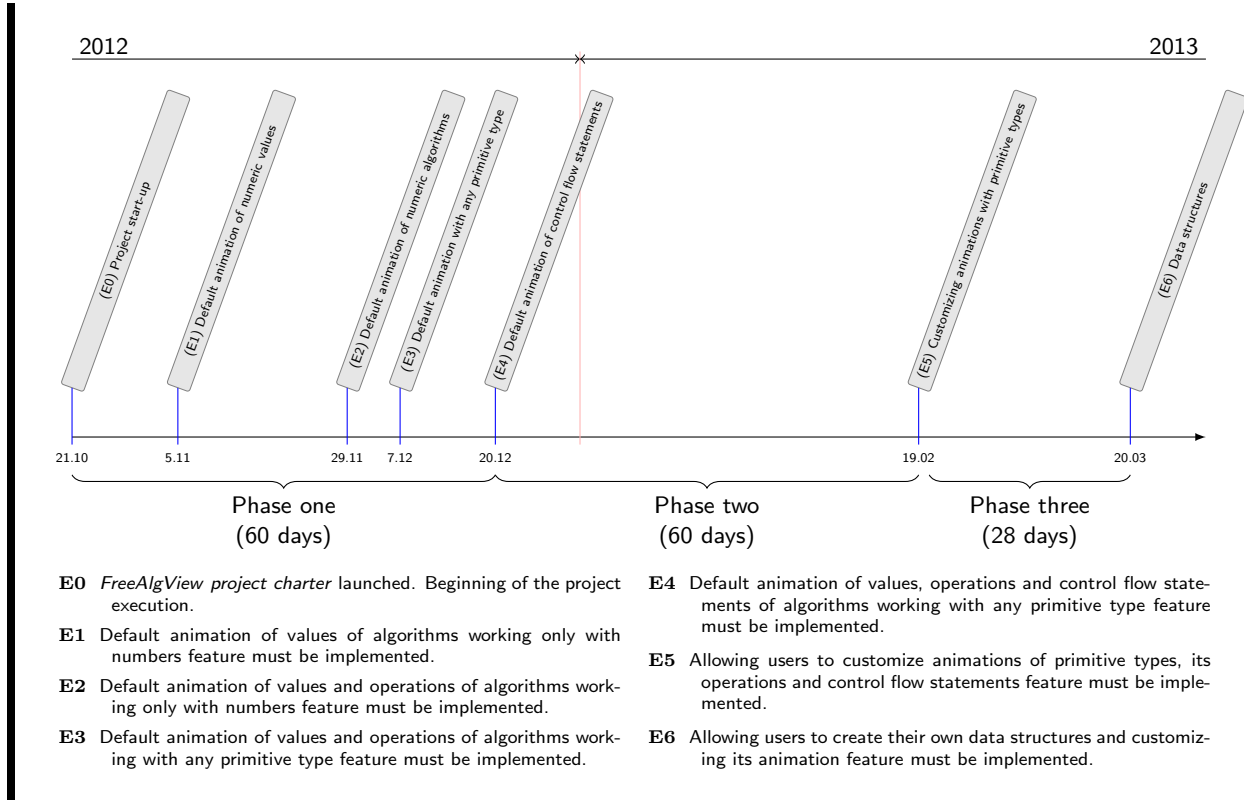 2012
2013
(E0) Project start-up
(E1) Default animation of numeric values
(E2) Default animation of numeric algorithms
(E3) Default animation with any primitive type
(E4) Default animation of control flow statements
(E5) Customizing animations with primitive types
(E6) Data structures
21.10
5.11
29.11
7.12
20.12
19.02
20.03
Phase one
(60 days)
Phase two
(60 days)
Phase three
(28 days)
E0 FreeAlgView project charter launched. Beginning of the project
execution.
E1 Default animation of values of algorithms working only with
numbers feature must be implemented.
E2 Default animation of values and operations of algorithms work-
ing only with numbers feature must be implemented.
E3 Default animation of values and operations of algorithms work-
ing with any primitive type feature must be implemented.
E4 Default animation of values, operations and control flow state-
ments of algorithms working with any primitive type feature
must be implemented.
E5 Allowing users to customize animations of primitive types, its
operations and control flow statements feature must be imple-
mented.
E6 Allowing users to create their own data structures and customiz-
ing its animation feature must be implemented.